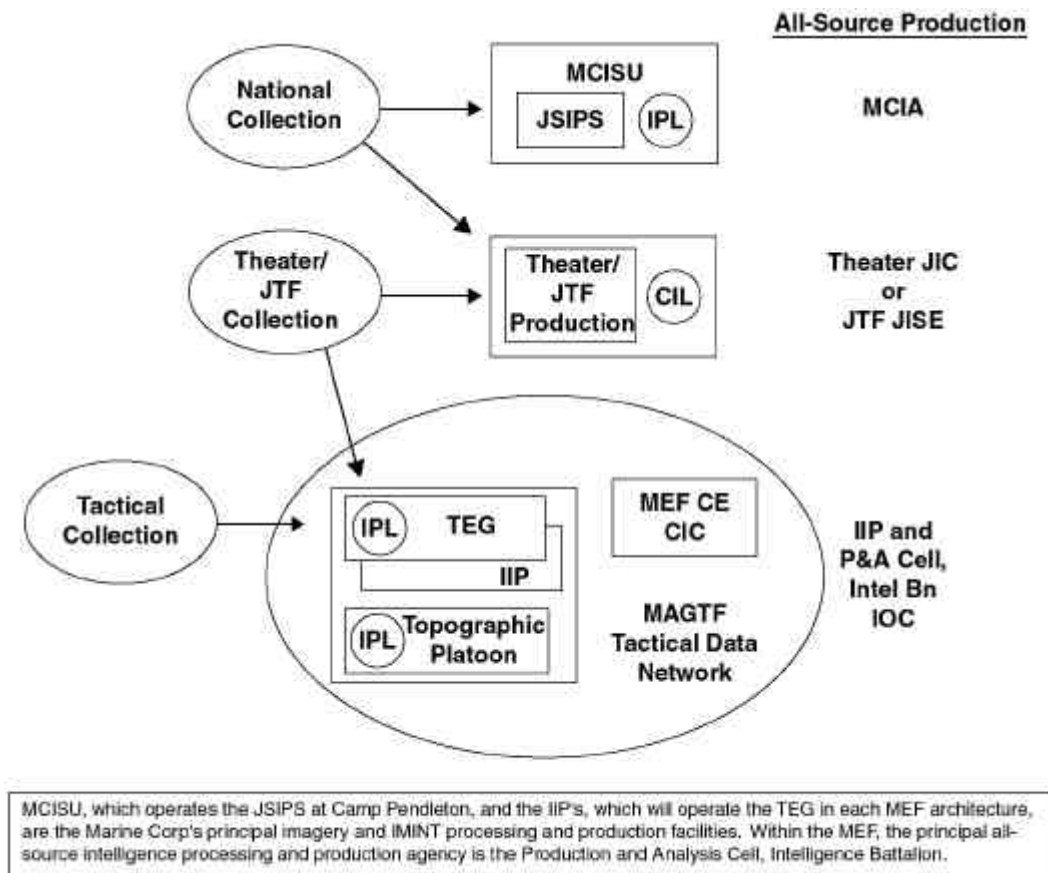 All-Source Production
National
Collection
MCISU
JSIPS
IPL
MCIA
Theater/
JTF
Collection
Theater/
JTF
Production
CIL
Theater JIC
or
JTF JISE
Tactical
Collection
IPL
TEG
IIP
IPL
Topographic
Platoon
MEF CE
CIC
MAGTF
Tactical Data
Network
IIP and
P&A Cell,
Intel Bn
IOC
MCISU, which operates the JSIPS at Camp Pendleton, and the IIP's, which will operate the TEG in each MEF architecture,
are the Marine Corp's principal imagery and IMINT processing and production facilities. Within the MEF, the principal all-
source intelligence processing and production agency is the Production and Analysis Cell, Intelligence Battalion.